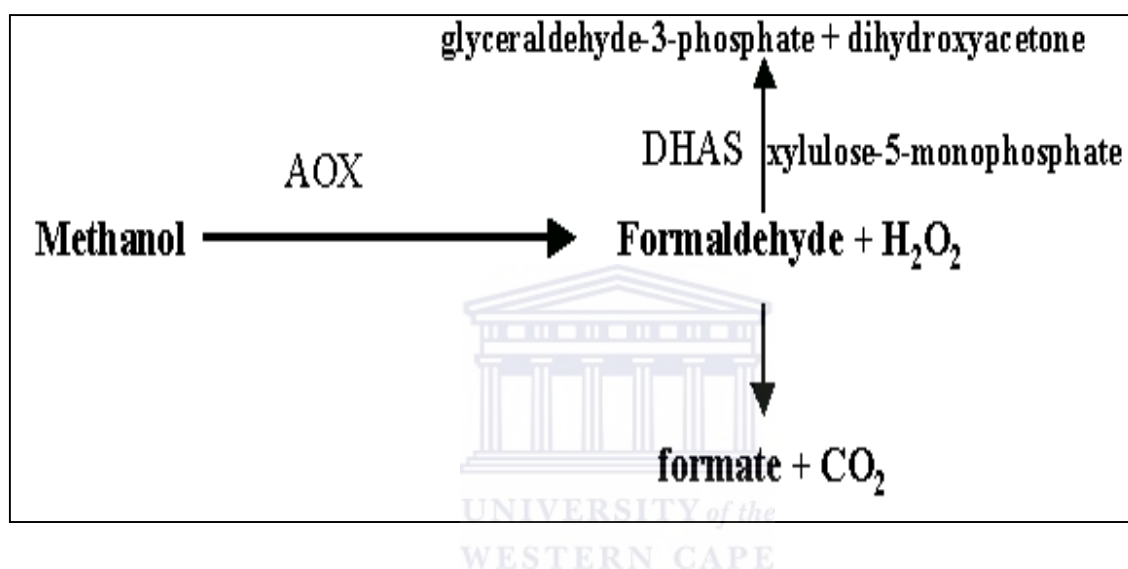 glyceraldehyde-3-phosphate + dihydroxyacetone
DHAS xylulose-5-monophosphate
AOX
Methanol Formaldehyde + H₂O₂
formate + CO₂
UNIVERSITY of the
WESTERN CAPE